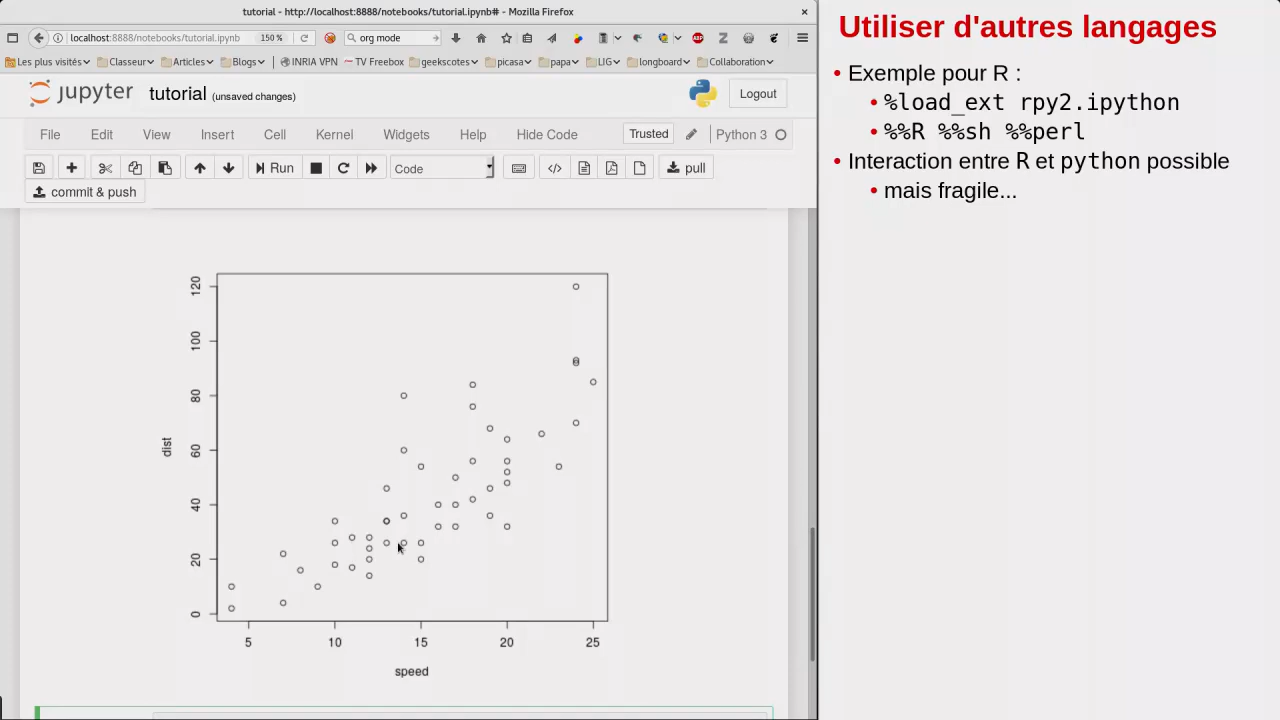 tutorial - http://localhost:8888/notebooks/tutorial.ipynb# - Mozilla Firefox
localhost:8888/notebooks/tutorial.ipynb 150 % org mode
Les plus visités Classeur Articles Blogs INRIA VPN TV Freebox geekscotes picasa papa LIG longboard Collaboration
jupyter tutorial (unsaved changes) Logout
File Edit View Insert Cell Kernel Widgets Help Hide Code Trusted Python 3
Run Code pull
commit & push
120
100
80
60
40
20
0
dist
5 10 15 20 25
speed
Utiliser d'autres langages
• Exemple pour R :
• %load_ext rpy2.ipython
• %%R %%sh %%perl
• Interaction entre R et python possible
• mais fragile...